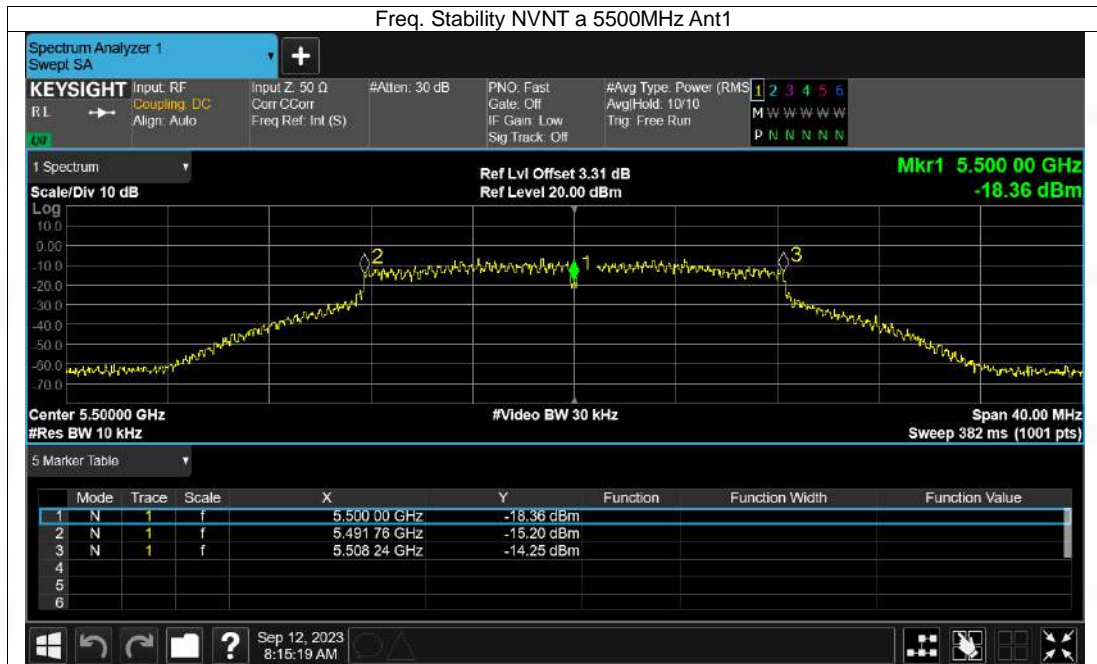 Freq. Stability NVNT a 5500MHz Ant1
Spectrum Analyzer 1
Swept SA
+
KEYSIGHT Input: RF Input Z: 50 Ω #Atten: 30 dB PNO: Fast #Avg Type: Power (RMS 1 2 3 4 5 6
RL Coupling: DC Corr CCorr Gate: Off Avg|Hold: 10/10 M W W W W W
Align: Auto Freq Ref: Int (S) IF Gain: Low Trig: Free Run
Sig Track: Off P N N N N N
LXI
1 Spectrum Ref Lvl Offset 3.31 dB Mkr1 5.500 00 GHz
Scale/Div 10 dB Ref Level 20.00 dBm -18.36 dBm
Log
10.0
0.00
-10.0
-20.0
-30.0
-40.0
-50.0
-60.0
-70.0
2 1 3
Center 5.50000 GHz #Video BW 30 kHz Span 40.00 MHz
#Res BW 10 kHz Sweep 382 ms (1001 pts)
5 Marker Table
Mode Trace Scale X Y Function Function Width Function Value
1 N 1 f 5.500 00 GHz -18.36 dBm
2 N 1 f 5.491 76 GHz -15.20 dBm
3 N 1 f 5.508 24 GHz -14.25 dBm
4
5
6
? Sep 12, 2023
8:15:19 AM